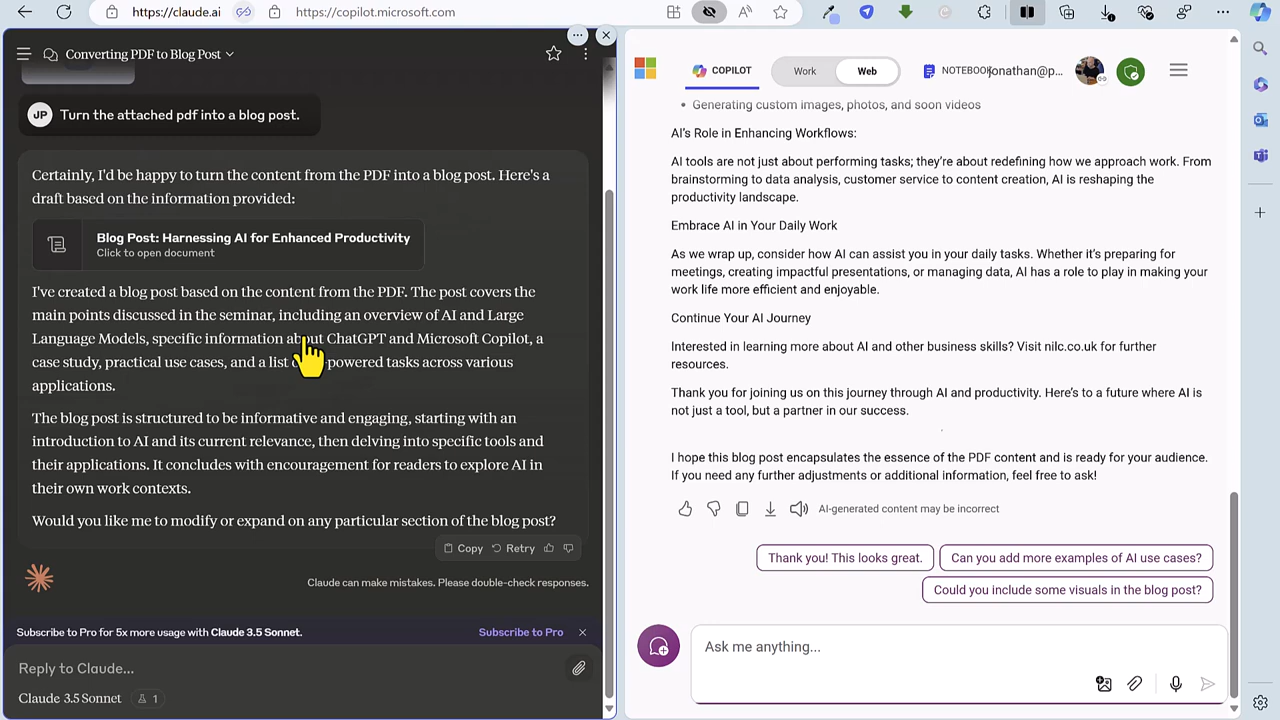 https://claude.ai
https://copilot.microsoft.com
Converting PDF to Blog Post
JP
Turn the attached pdf into a blog post.
Certainly, I'd be happy to turn the content from the PDF into a blog post. Here's a
draft based on the information provided:
Blog Post: Harnessing AI for Enhanced Productivity
Click to open document
I've created a blog post based on the content from the PDF. The post covers the
main points discussed in the seminar, including an overview of AI and Large
Language Models, specific information about ChatGPT and Microsoft Copilot, a
case study, practical use cases, and a list powered tasks across various
applications.
The blog post is structured to be informative and engaging, starting with an
introduction to AI and its current relevance, then delving into specific tools and
their applications. It concludes with encouragement for readers to explore AI in
their own work contexts.
Would you like me to modify or expand on any particular section of the blog post?
Copy Retry
Claude can make mistakes. Please double-check responses.
Subscribe to Pro for 5x more usage with Claude 3.5 Sonnet. Subscribe to Pro
Reply to Claude...
Claude 3.5 Sonnet 1
COPILOT Work Web NOTEBOOK jonathan@p...
• Generating custom images, photos, and soon videos
AI's Role in Enhancing Workflows:
AI tools are not just about performing tasks; they're about redefining how we approach work. From
brainstorming to data analysis, customer service to content creation, AI is reshaping the
productivity landscape.
Embrace AI in Your Daily Work
As we wrap up, consider how AI can assist you in your daily tasks. Whether it's preparing for
meetings, creating impactful presentations, or managing data, AI has a role to play in making your
work life more efficient and enjoyable.
Continue Your AI Journey
Interested in learning more about AI and other business skills? Visit nilc.co.uk for further
resources.
Thank you for joining us on this journey through AI and productivity. Here's to a future where AI is
not just a tool, but a partner in our success.
I hope this blog post encapsulates the essence of the PDF content and is ready for your audience.
If you need any further adjustments or additional information, feel free to ask!
AI-generated content may be incorrect
Thank you! This looks great.
Can you add more examples of AI use cases?
Could you include some visuals in the blog post?
Ask me anything...